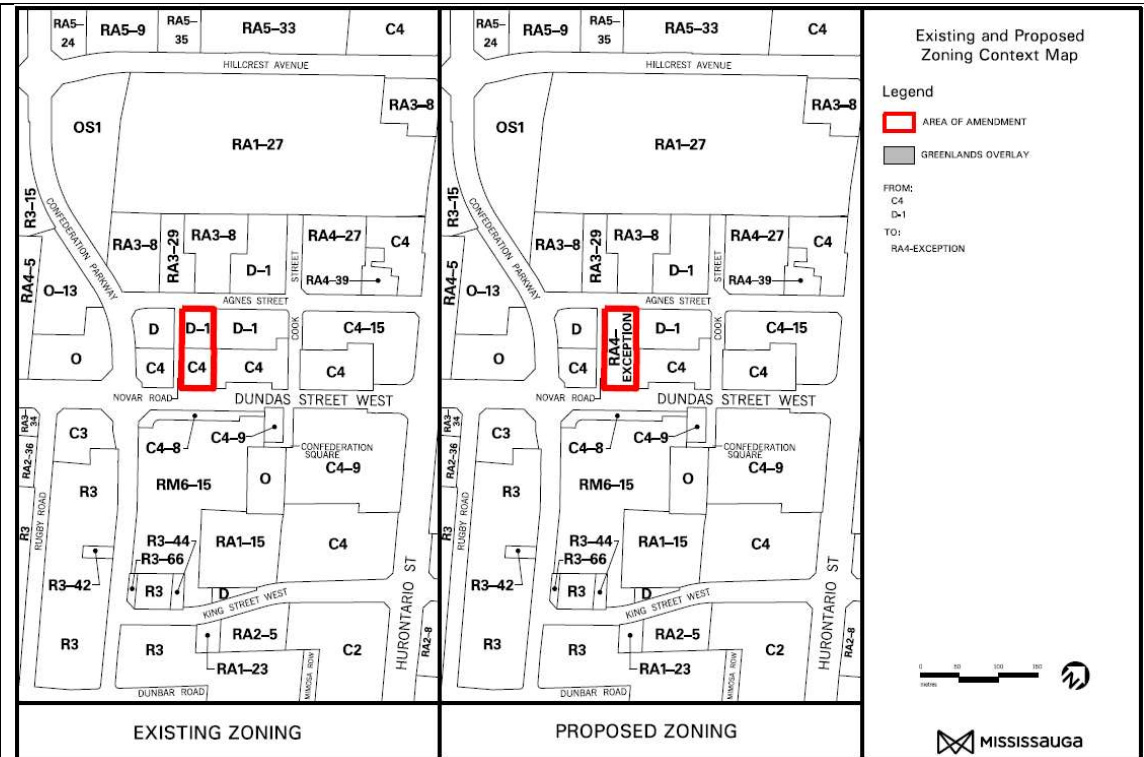 RA5–
24
RA5–9
RA5–
35
RA5–33
C4
HILLCREST AVENUE
RA3–8
OS1
RA1–27
R3–15
CONFEDERATION PARKWAY
RA3–8
RA3–29
RA3–8
D–1
STREET
RA4–27
C4
RA4–39
RA4–5
O–13
AGNES STREET
D
D–1
D–1
COOK
C4–15
O
C4
C4
C4
C4
NOVAR ROAD
DUNDAS STREET WEST
RA3–
34
RA2–36
C3
C4–8
C4–9
CONFEDERATION
SQUARE
C4–9
R3
RUGBY ROAD
R3
RM6–15
O
R3–44
R3–66
RA1–15
C4
R3–42
R3
D
KING STREET WEST
HURONTARIO ST
R3
R3
RA2–5
C2
RA2–8
RA1–23
MIMOSA ROW
DUNBAR ROAD
EXISTING ZONING
RA5–
24
RA5–9
RA5–
35
RA5–33
C4
HILLCREST AVENUE
RA3–8
OS1
RA1–27
R3–15
CONFEDERATION PARKWAY
RA3–8
RA3–29
RA3–8
D–1
STREET
RA4–27
C4
RA4–39
RA4–5
O–13
AGNES STREET
D
RA4–
EXCEPTION
D–1
COOK
C4–15
O
C4
C4
C4
NOVAR ROAD
DUNDAS STREET WEST
RA3–
34
RA2–36
C3
C4–8
C4–9
CONFEDERATION
SQUARE
C4–9
R3
RUGBY ROAD
R3
RM6–15
O
R3–44
R3–66
RA1–15
C4
R3–42
R3
D
KING STREET WEST
HURONTARIO ST
R3
R3
RA2–5
C2
RA2–8
RA1–23
MIMOSA ROW
DUNBAR ROAD
PROPOSED ZONING
Existing and Proposed
Zoning Context Map
Legend
AREA OF AMENDMENT
GREENLANDS OVERLAY
FROM:
C4
D-1
TO:
RA4-EXCEPTION
0 50 100 150
metres
MISSISSAUGA